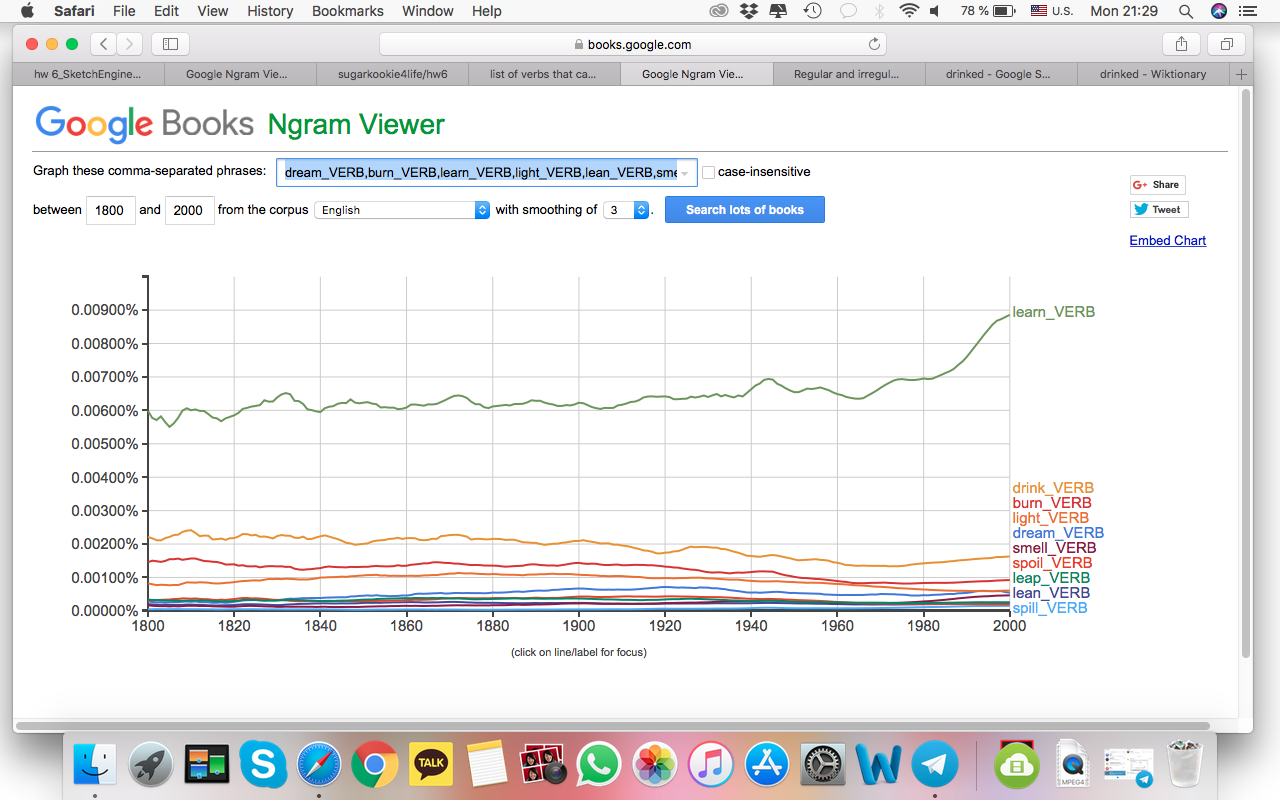 Safari File Edit View History Bookmarks Window Help 78 % U.S. Mon 21:29
books.google.com
hw 6_SketchEngine... Google Ngram Vie... sugarkookie4life/hw6 list of verbs that ca... Google Ngram Vie... Regular and irregul... drinked - Google S... drinked - Wiktionary
Google Books Ngram Viewer
Graph these comma-separated phrases: dream_VERB,burn_VERB,learn_VERB,light_VERB,lean_VERB,sme case-insensitive
between 1800 and 2000 from the corpus English with smoothing of 3 . Search lots of books
G+ Share
Tweet
Embed Chart
0.00900%
0.00800%
0.00700%
0.00600%
0.00500%
0.00400%
0.00300%
0.00200%
0.00100%
0.00000%
learn_VERB
drink_VERB
burn_VERB
light_VERB
dream_VERB
smell_VERB
spoil_VERB
leap_VERB
lean_VERB
spill_VERB
1800 1820 1840 1860 1880 1900 1920 1940 1960 1980 2000
(click on line/label for focus)
TALK
MPEG4